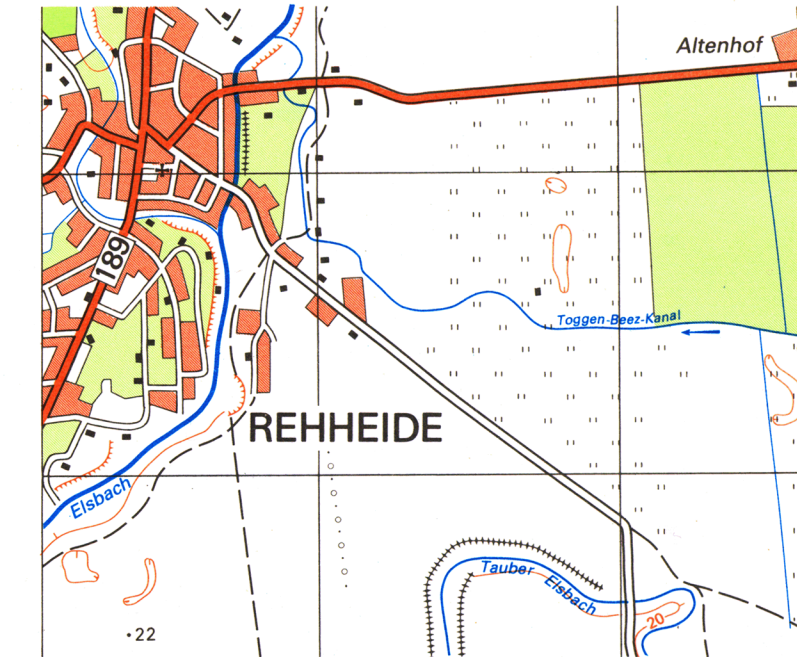 Altenhof
189
Toggen-Beez-Kanal
REHHEIDE
Elsbach
Tauber Elsbach
20
22